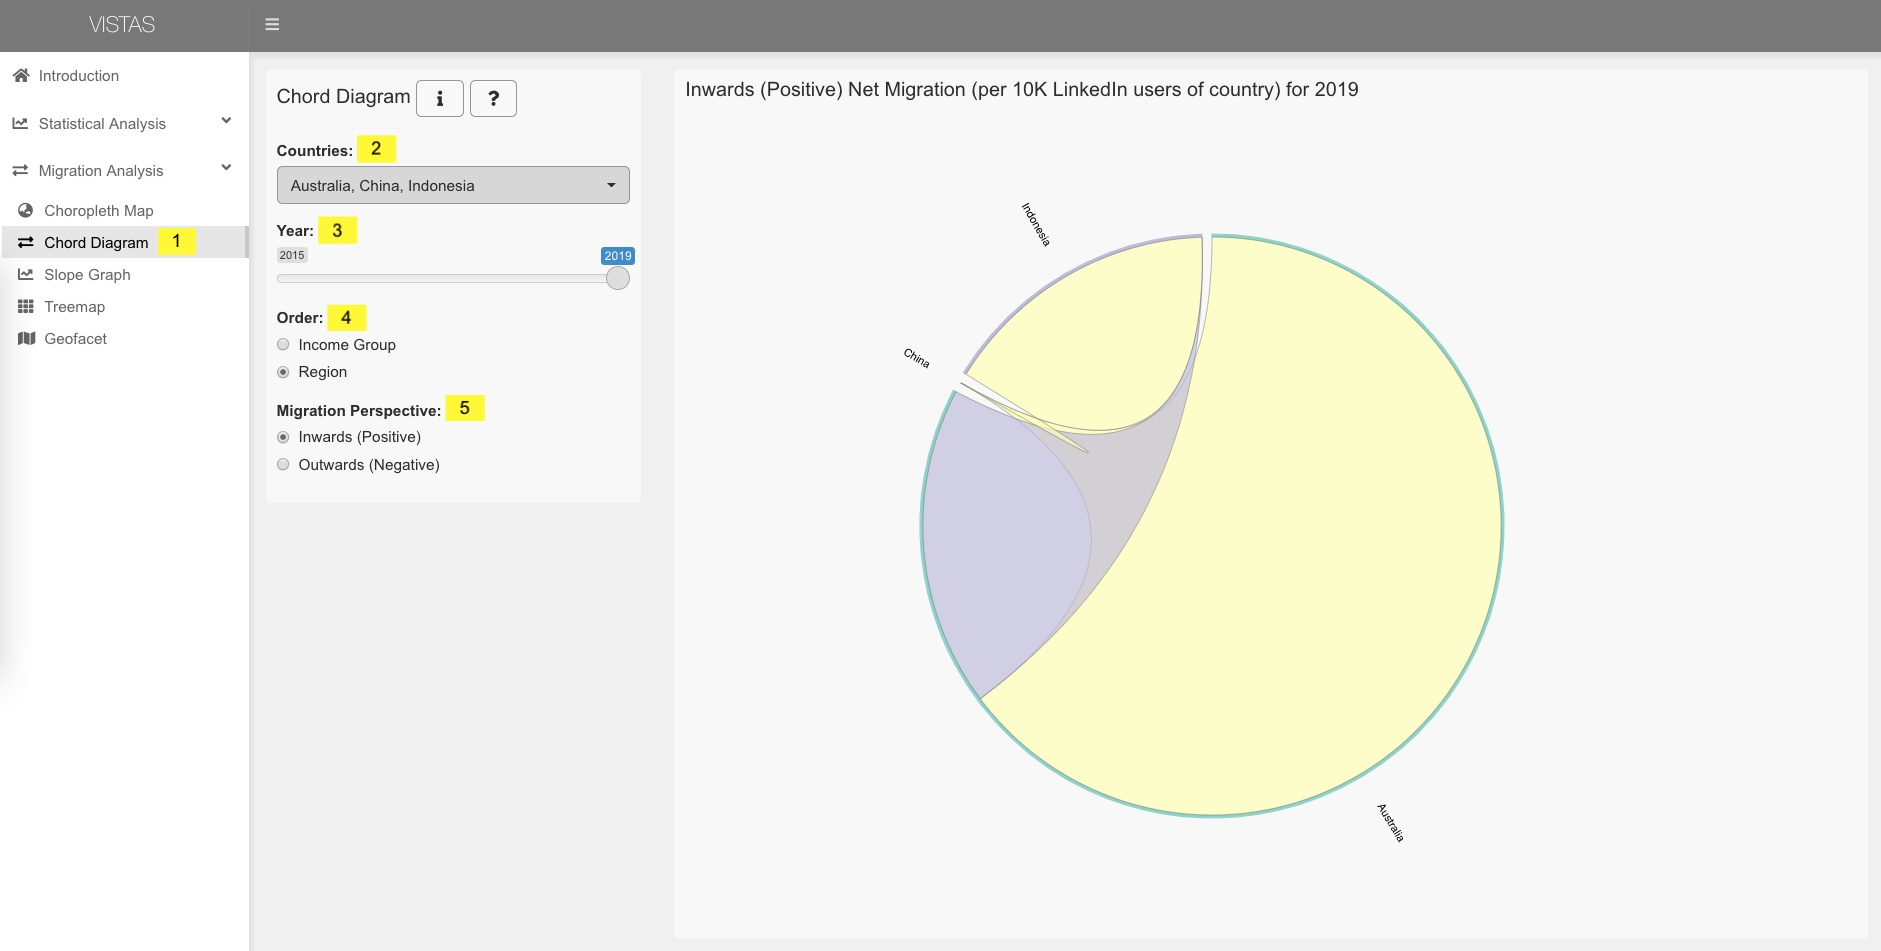 VISTAS
Introduction
Statistical Analysis
Migration Analysis
Choropleth Map
Chord Diagram 1
Slope Graph
Treemap
Geofacet
Chord Diagram i ?
Countries: 2
Australia, China, Indonesia
Year: 3
2015 2019
Order: 4
Income Group
Region
Migration Perspective: 5
Inwards (Positive)
Outwards (Negative)
Inwards (Positive) Net Migration (per 10K LinkedIn users of country) for 2019
Indonesia
China
Australia